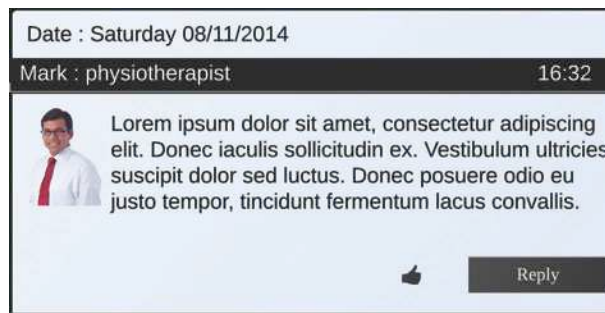 Date : Saturday 08/11/2014
Mark : physiotherapist 16:32
Lorem ipsum dolor sit amet, consectetur adipiscing
elit. Donec iaculis sollicitudin ex. Vestibulum ultricies
suscipit dolor sed luctus. Donec posuere odio eu
justo tempor, tincidunt fermentum lacus convallis.
Reply